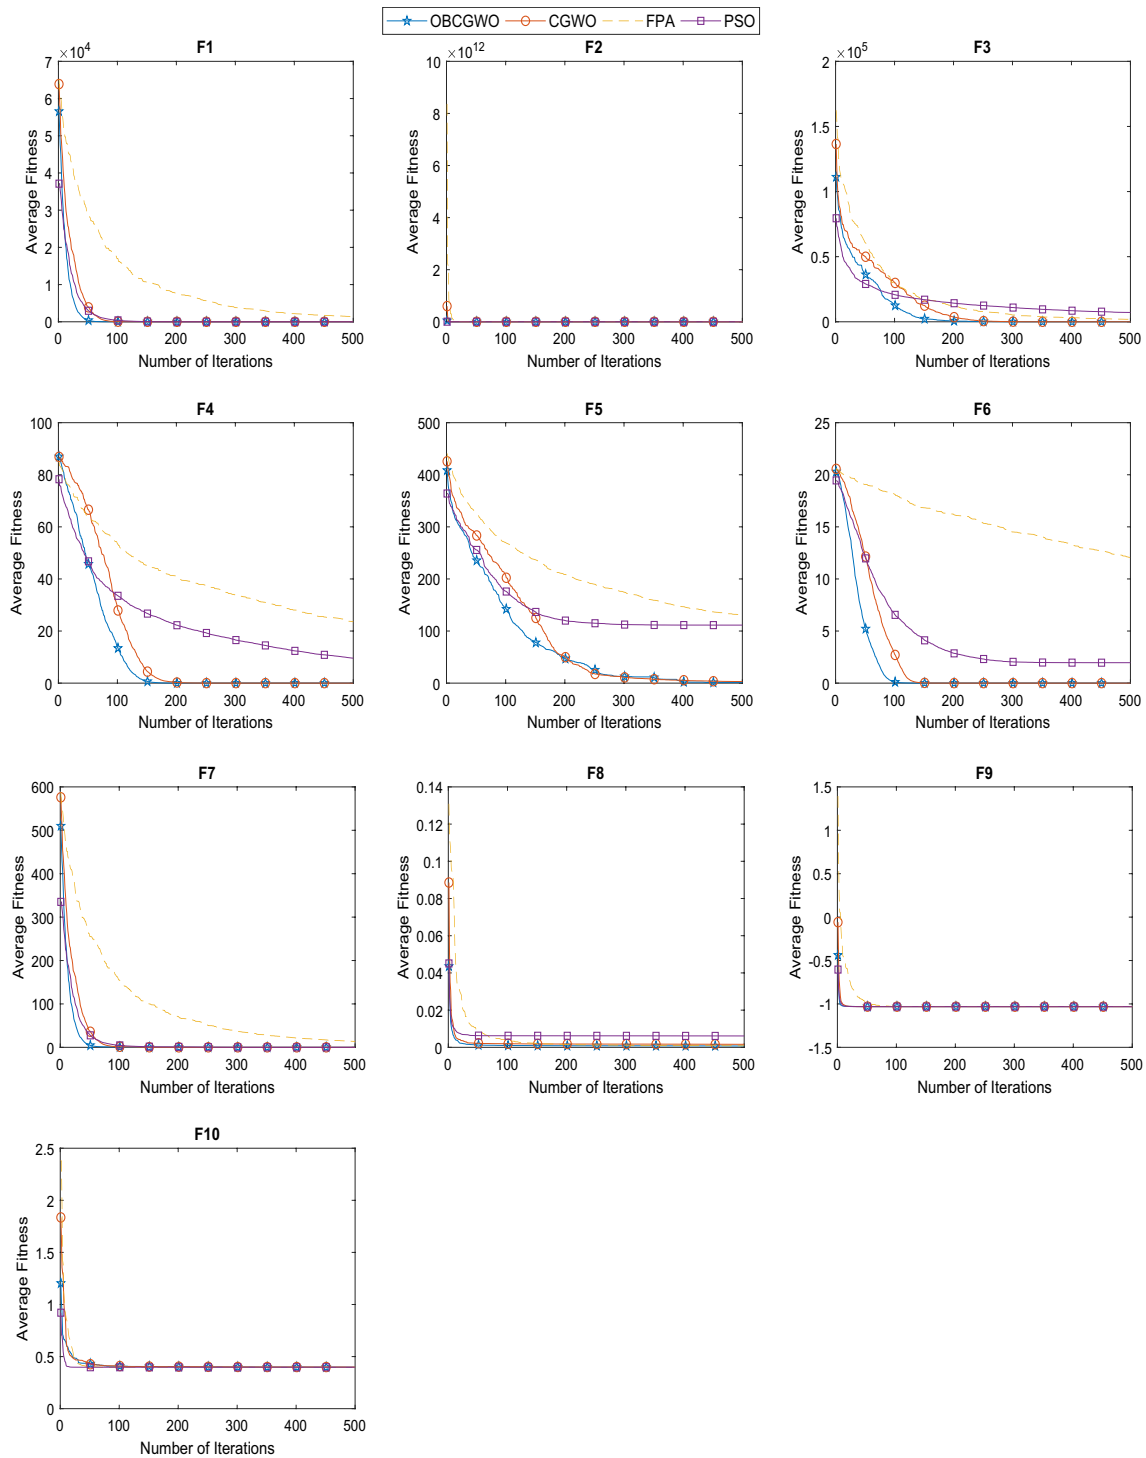 OBCGWO CGWO FPA PSO
F1
×10^4
7
6
5
4
3
2
1
0
Average Fitness
0 100 200 300 400 500
Number of Iterations
F2
×10^12
10
8
6
4
2
0
Average Fitness
0 100 200 300 400 500
Number of Iterations
F3
×10^5
2
1.5
1
0.5
0
Average Fitness
0 100 200 300 400 500
Number of Iterations
F4
100
80
60
40
20
0
Average Fitness
0 100 200 300 400 500
Number of Iterations
F5
500
400
300
200
100
0
Average Fitness
0 100 200 300 400 500
Number of Iterations
F6
25
20
15
10
5
0
Average Fitness
0 100 200 300 400 500
Number of Iterations
F7
600
500
400
300
200
100
0
Average Fitness
0 100 200 300 400 500
Number of Iterations
F8
0.14
0.12
0.1
0.08
0.06
0.04
0.02
0
Average Fitness
0 100 200 300 400 500
Number of Iterations
F9
1.5
1
0.5
0
-0.5
-1
-1.5
Average Fitness
0 100 200 300 400 500
Number of Iterations
F10
2.5
2
1.5
1
0.5
0
Average Fitness
0 100 200 300 400 500
Number of Iterations